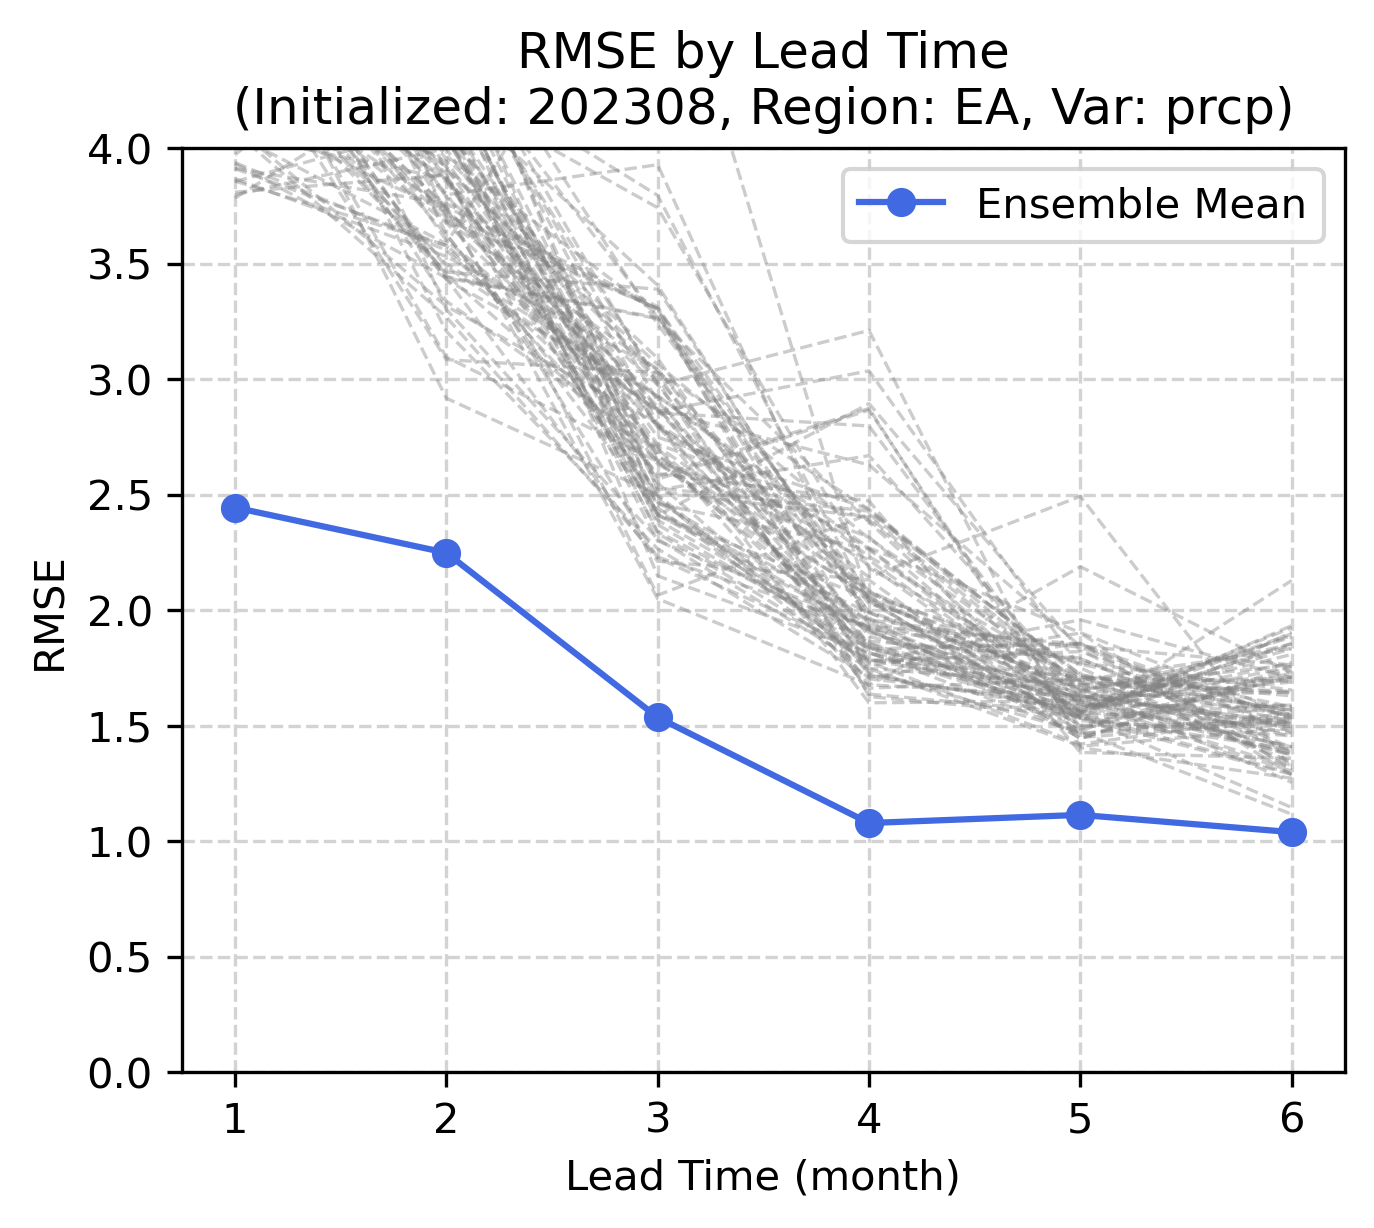 RMSE by Lead Time
(Initialized: 202308, Region: EA, Var: prcp)
Ensemble Mean
RMSE
4.0
3.5
3.0
2.5
2.0
1.5
1.0
0.5
0.0
1 2 3 4 5 6
Lead Time (month)